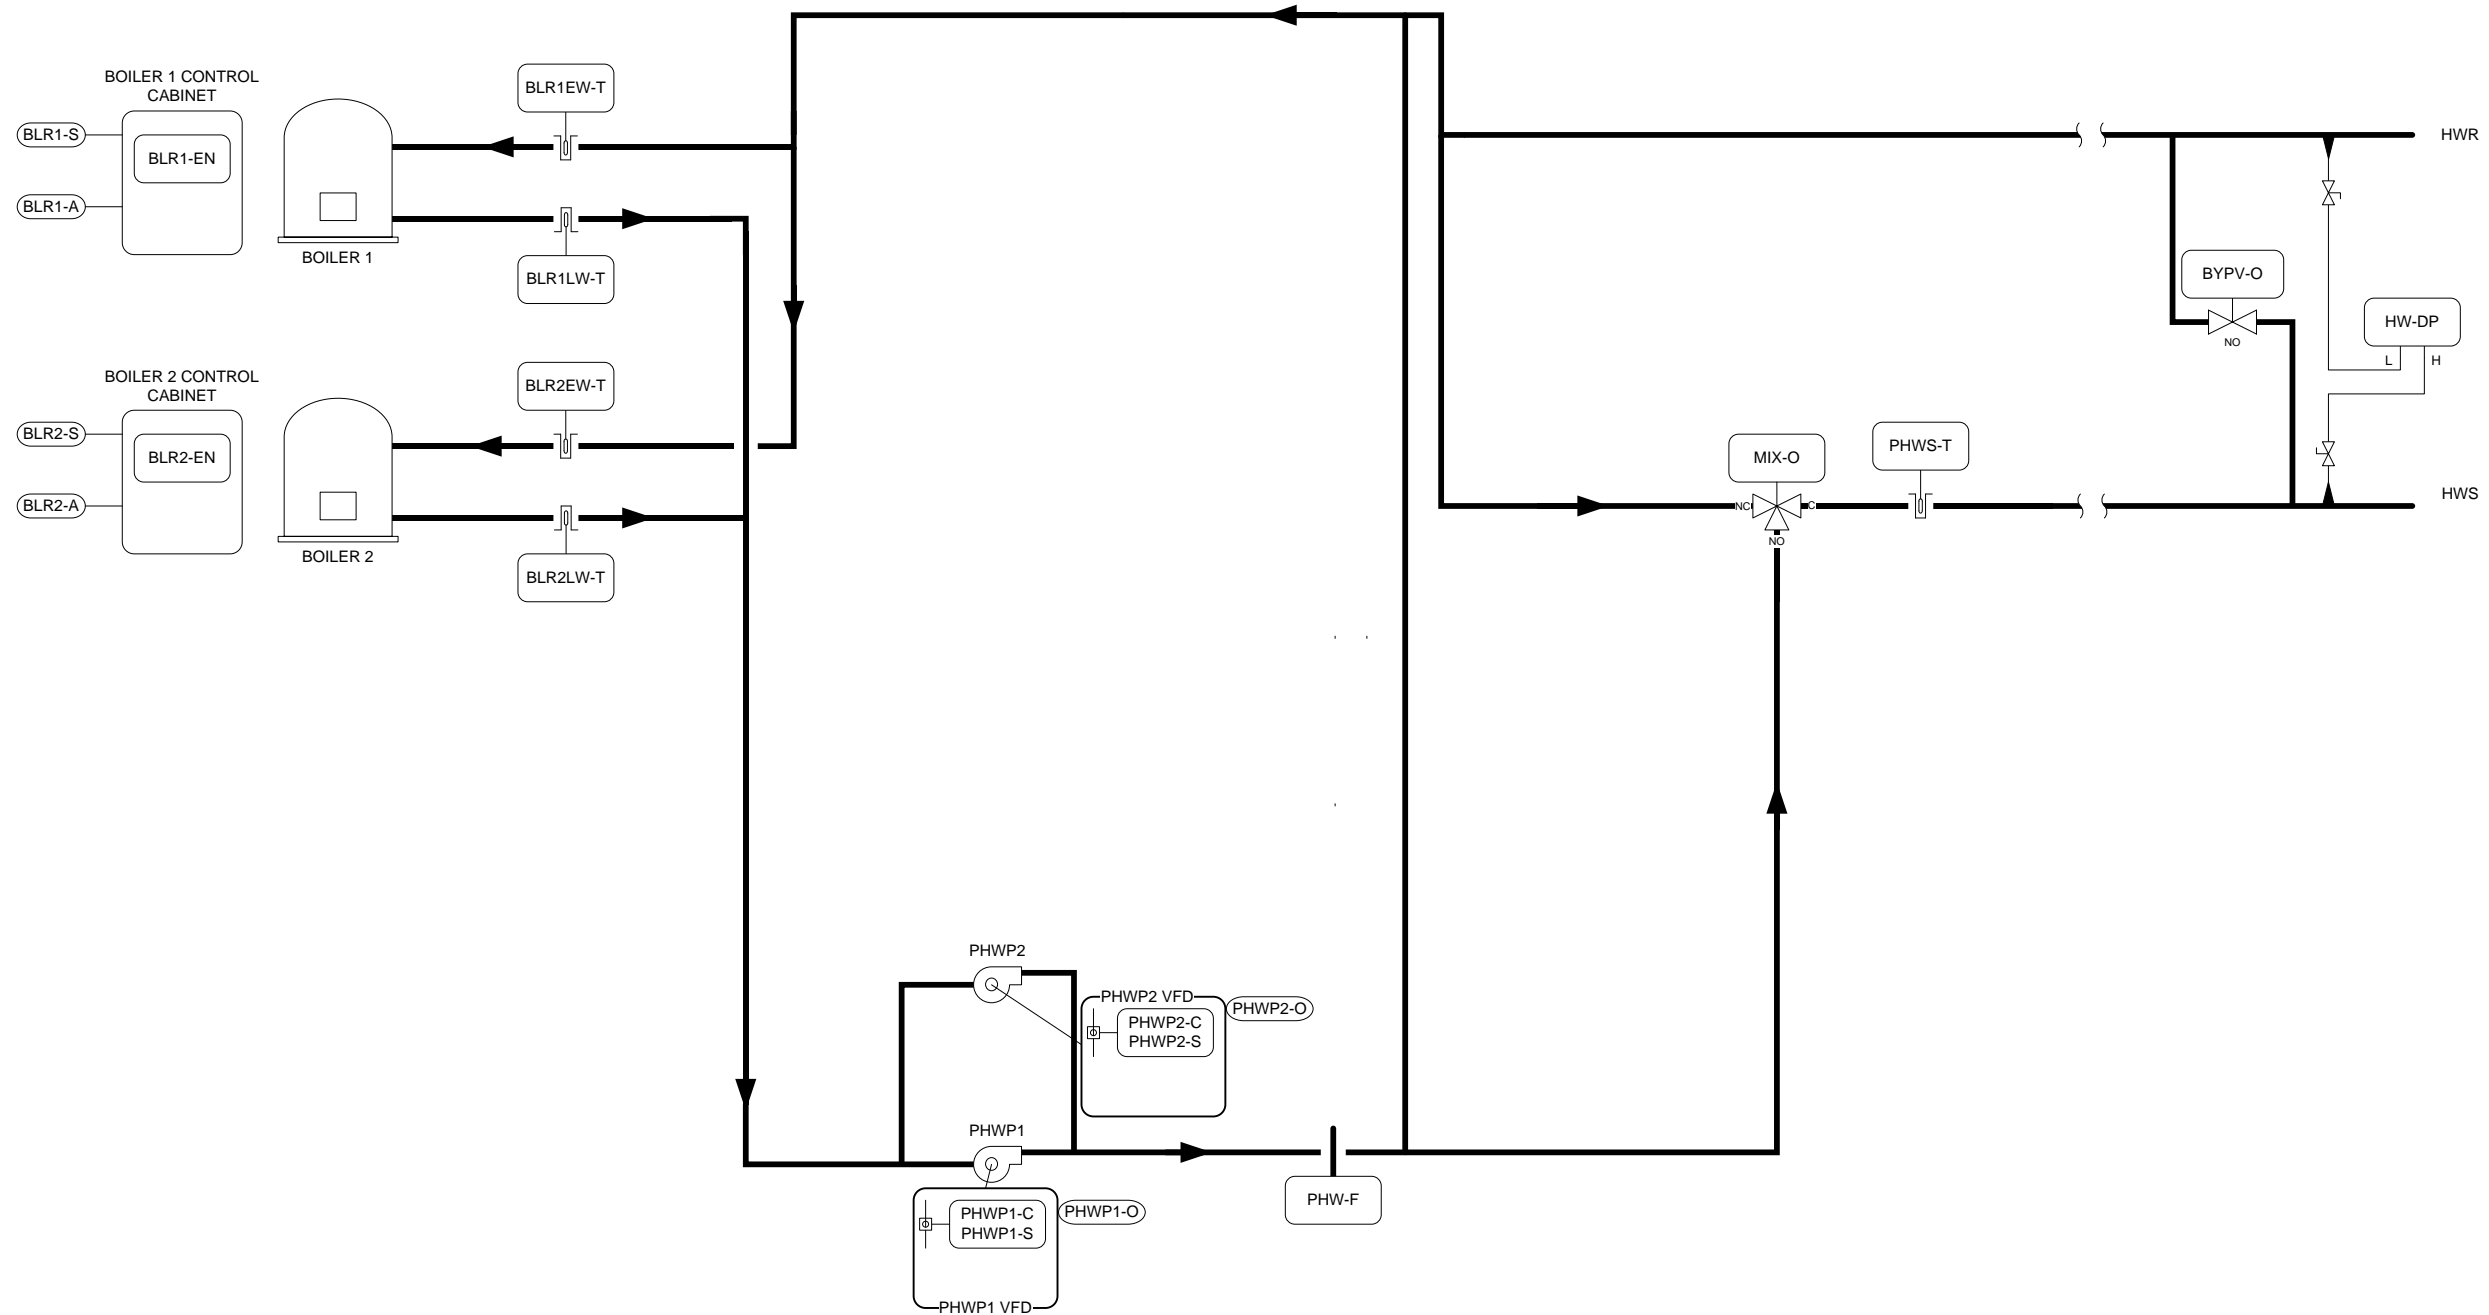 BOILER 1 CONTROL
CABINET
BLR1-S
BLR1-EN
BLR1-A
BOILER 1
BLR1EW-T
BLR1LW-T
BOILER 2 CONTROL
CABINET
BLR2-S
BLR2-EN
BLR2-A
BOILER 2
BLR2EW-T
BLR2LW-T
HWR
BYPV-O
NO
HW-DP
L
H
MIX-O
NC
C
NO
PHWS-T
HWS
PHWP2
PHWP2 VFD
PHWP2-O
PHWP2-C
PHWP2-S
PHWP1
PHWP1-C
PHWP1-S
PHWP1-O
PHWP1 VFD
PHW-F